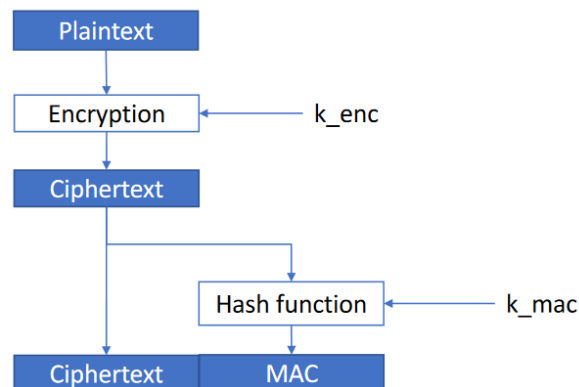 Plaintext
Encryption
k_enc
Ciphertext
Hash function
k_mac
Ciphertext
MAC